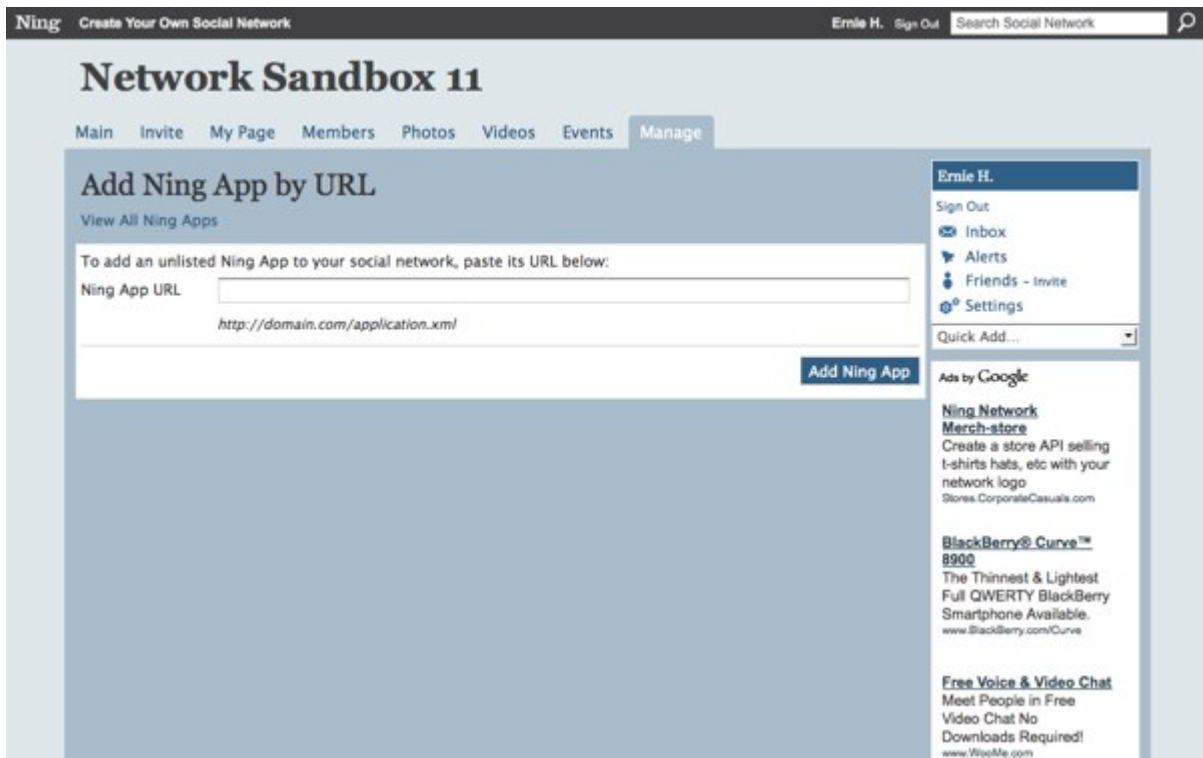 Ning Create Your Own Social Network Ernie H. Sign Out Search Social Network
Network Sandbox 11
Main Invite My Page Members Photos Videos Events Manage
Add Ning App by URL
View All Ning Apps
To add an unlisted Ning App to your social network, paste its URL below:
Ning App URL
http://domain.com/application.xml
Add Ning App
Ernie H.
Sign Out
Inbox
Alerts
Friends - Invite
Settings
Quick Add...
Ads by Google
Ning Network
Merch-store
Create a store API selling
t-shirts hats, etc with your
network logo
Stores.CorporateCasuals.com
BlackBerry® Curve™
8900
The Thinnest & Lightest
Full QWERTY BlackBerry
Smartphone Available.
www.BlackBerry.com/Curve
Free Voice & Video Chat
Meet People in Free
Video Chat No
Downloads Required!
www.WooMe.com